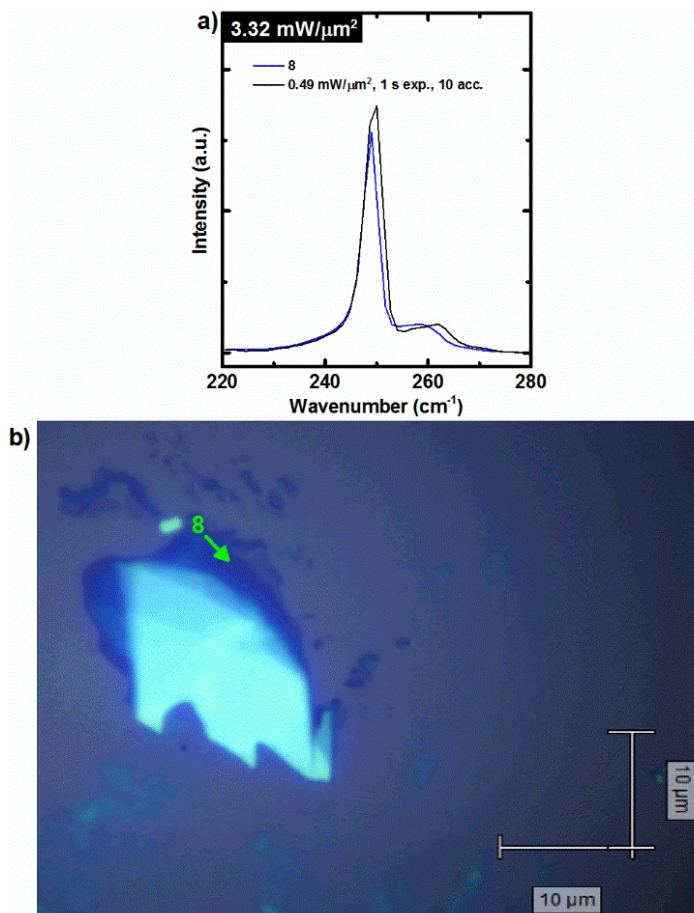 a)
3.32 mW/μm²
8
0.49 mW/μm², 1 s exp., 10 acc.
Intensity (a.u.)
220 240 260 280
Wavenumber (cm⁻¹)
b)
8
10 μm
10 μm